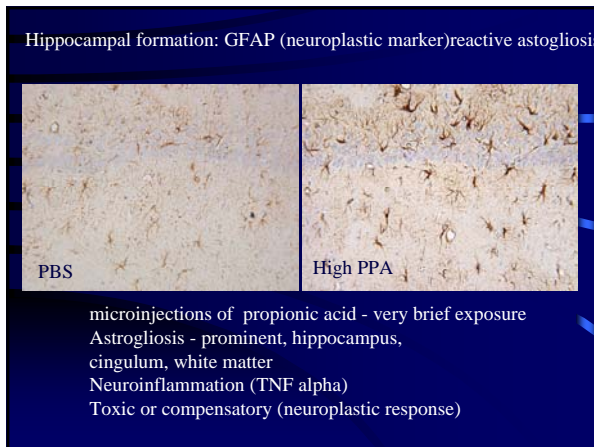 Hippocampal formation: GFAP (neuroplastic marker)reactive astogliosis
PBS
High PPA
microinjections of  propionic acid - very brief exposure
Astrogliosis - prominent, hippocampus,
cingulum, white matter
Neuroinflammation (TNF alpha)
Toxic or compensatory (neuroplastic response)